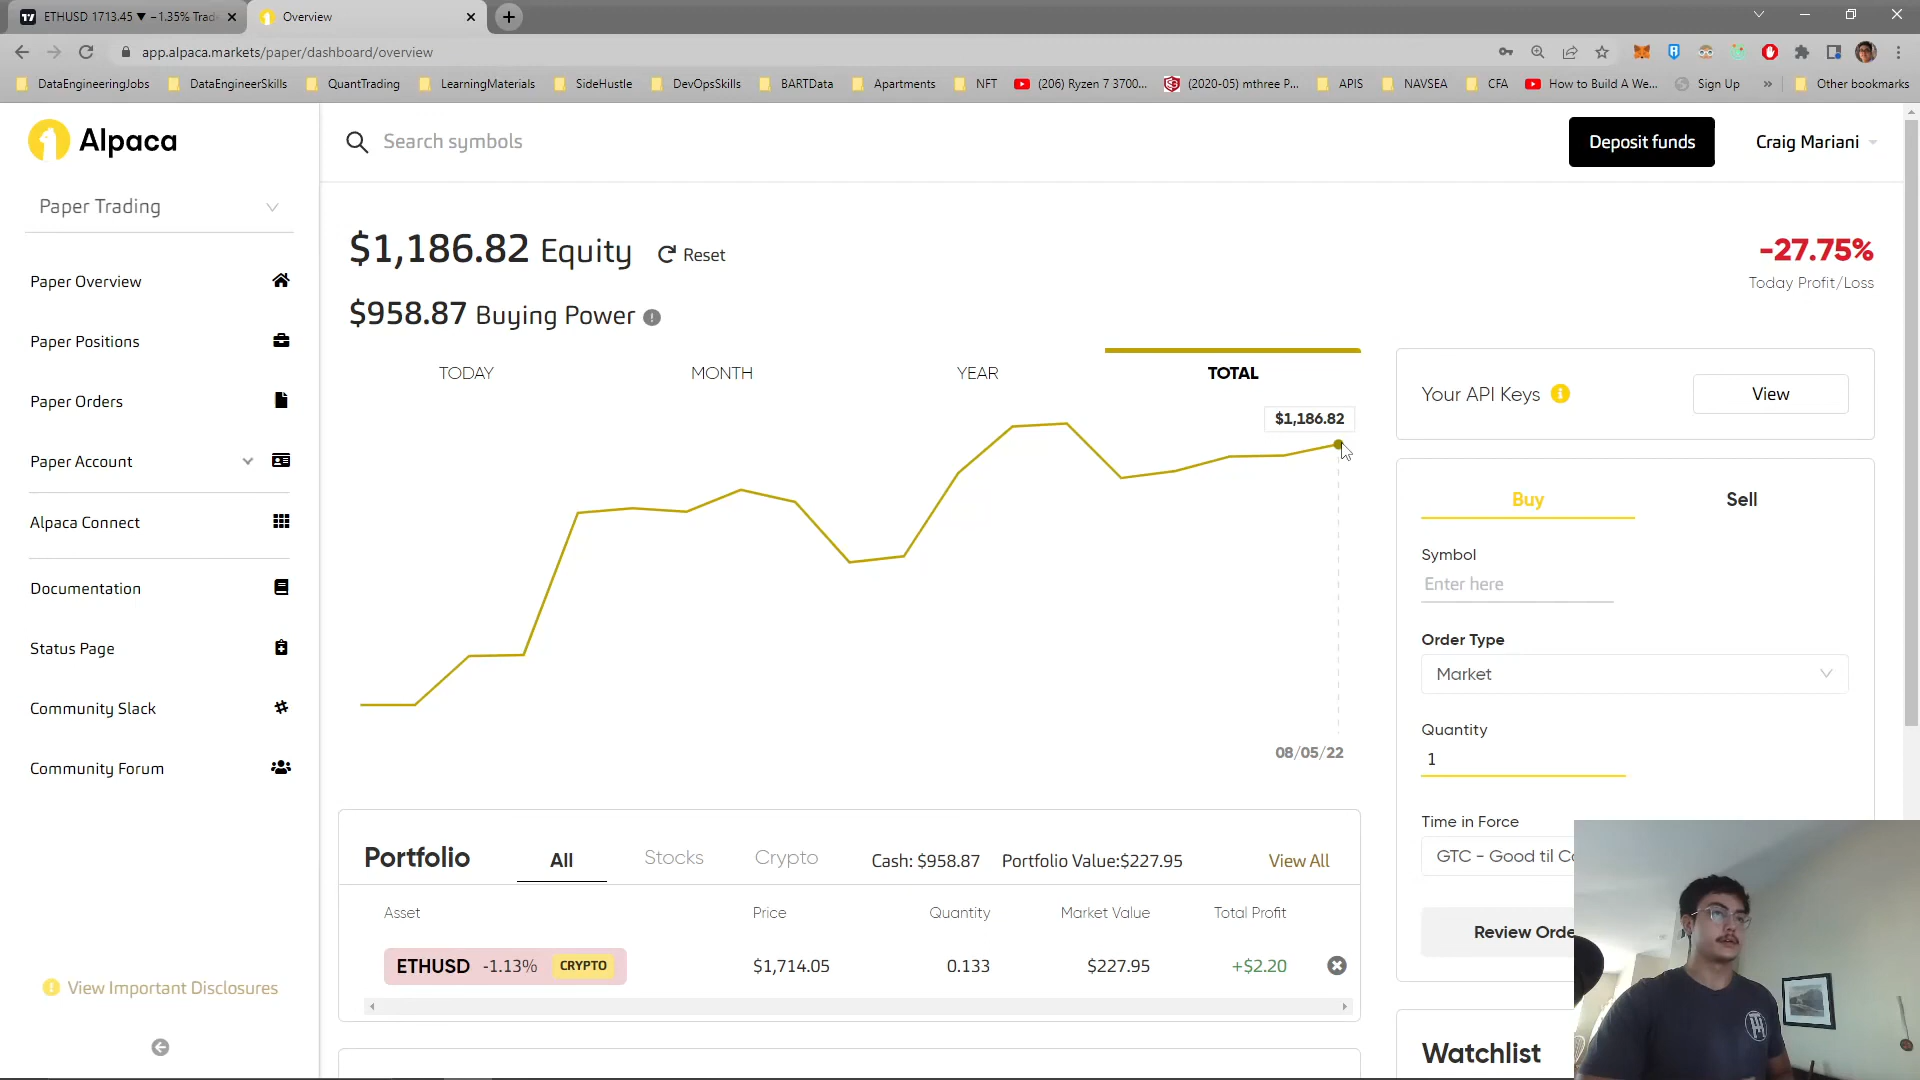 ETHUSD 1713.45 ▼ −1.35% Trad
Overview
app.alpaca.markets/paper/dashboard/overview
DataEngineeringJobs
DataEngineerSkills
QuantTrading
LearningMaterials
SideHustle
DevOpsSkills
BARTData
Apartments
NFT
(206) Ryzen 7 3700...
(2020-05) mthree P...
APIS
NAVSEA
CFA
How to Build A We...
Sign Up
»
Other bookmarks
Alpaca
Search symbols
Deposit funds
Craig Mariani
Paper Trading
Paper Overview
Paper Positions
Paper Orders
Paper Account
Alpaca Connect
Documentation
Status Page
Community Slack
Community Forum
View Important Disclosures
$1,186.82 Equity
Reset
-27.75%
Today Profit/Loss
$958.87 Buying Power
TODAY
MONTH
YEAR
TOTAL
$1,186.82
08/05/22
Your API Keys
View
Buy
Sell
Symbol
Enter here
Order Type
Market
Quantity
1
Time in Force
GTC - Good til
Review
Portfolio
All
Stocks
Crypto
Cash: $958.87
Portfolio Value:$227.95
View All
Asset
Price
Quantity
Market Value
Total Profit
ETHUSD -1.13% CRYPTO
$1,714.05
0.133
$227.95
+$2.20
Watchlist